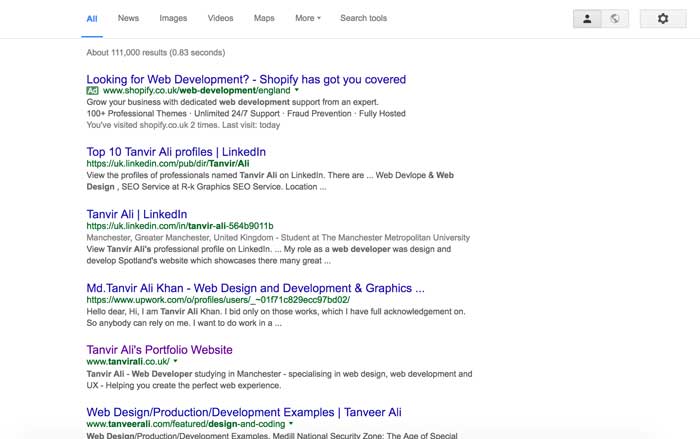 All News Images Videos Maps More Search tools
About 111,000 results (0.83 seconds)
Looking for Web Development? - Shopify has got you covered
Ad www.shopify.co.uk/web-development/england
Grow your business with dedicated web development support from an expert.
100+ Professional Themes · Unlimited 24/7 Support · Fraud Prevention · Fully Hosted
You've visited shopify.co.uk 2 times. Last visit: today
Top 10 Tanvir Ali profiles | LinkedIn
https://uk.linkedin.com/pub/dir/Tanvir/Ali
View the profiles of professionals named Tanvir Ali on LinkedIn. There are ... Web Devlope & Web
Design , SEO Service at R-k Graphics SEO Service. Location ...
Tanvir Ali | LinkedIn
https://uk.linkedin.com/in/tanvir-ali-564b9011b
Manchester, Greater Manchester, United Kingdom - Student at The Manchester Metropolitan University
View Tanvir Ali's professional profile on LinkedIn. ... My role as a web developer was design and
develop Spotland's website which showcases there many great ...
Md.Tanvir Ali Khan - Web Design and Development & Graphics ...
https://www.upwork.com/o/profiles/users/_~01f71c829ecc97bd02/
Hello dear, Hi, I am Tanvir Ali Khan. I bid only on those works, which I have full acknowledgement on.
So anybody can rely on me. I want to do work in a ...
Tanvir Ali's Portfolio Website
www.tanvirali.co.uk/
Tanvir Ali - Web Developer studying in Manchester - specialising in web design, web development and
UX - Helping you create the perfect web experience.
Web Design/Production/Development Examples | Tanveer Ali
www.tanveerali.com/featured/design-and-coding
Web Design/Production/Development Examples. Medill National Security Zone: The Age of Special